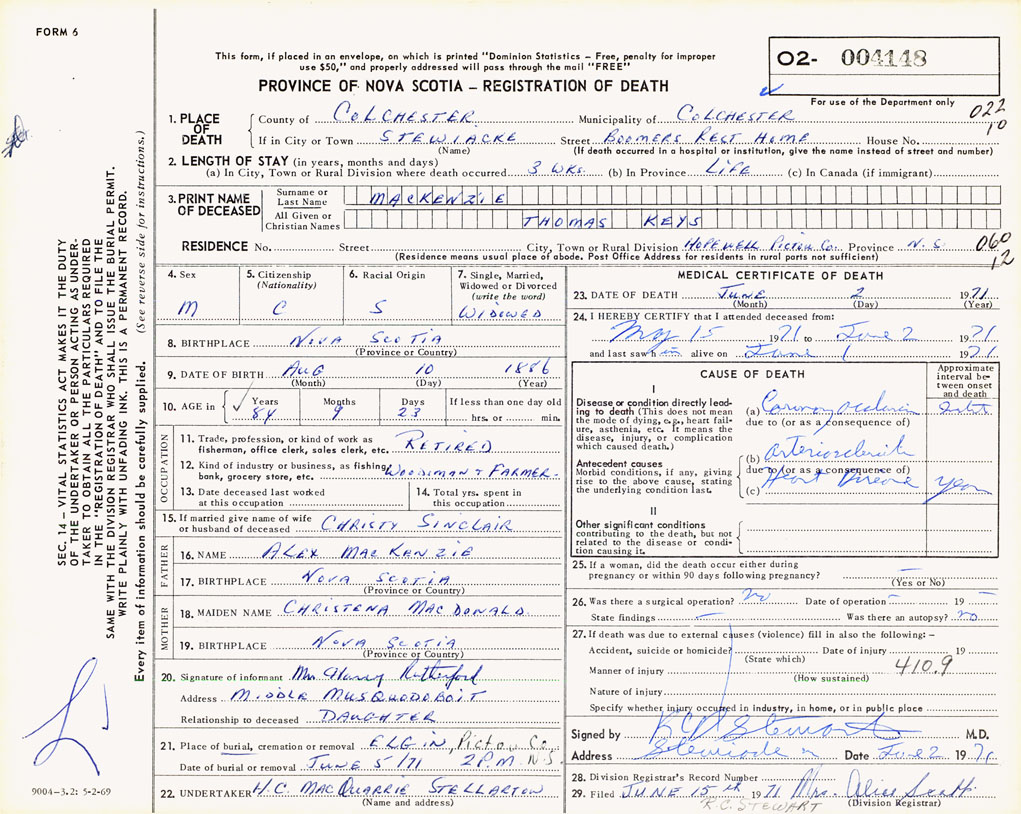 FORM 6
This form, if placed in an envelope, on which is printed "Dominion Statistics – Free, penalty for improper
use $50," and properly addressed will pass through the mail "FREE"
O2- 004148
PROVINCE OF NOVA SCOTIA – REGISTRATION OF DEATH
For use of the Department only
022
10
1. PLACE OF DEATH County of COLCHESTER Municipality of COLCHESTER
If in City or Town STEWIACKE Street BOOMERS REST HOME House No.
(Name) (If death occurred in a hospital or institution, give the name instead of street and number)
2. LENGTH OF STAY (in years, months and days)
(a) In City, Town or Rural Division where death occurred 3 WKS. (b) In Province LIFE (c) In Canada (if immigrant)
3. PRINT NAME OF DECEASED Surname or Last Name MACKENZIE
All Given or Christian Names THOMAS KEYS
RESIDENCE No. Street City, Town or Rural Division HOPEWELL PICTOU CO. Province N.S. 060
12
(Residence means usual place of abode. Post Office Address for residents in rural parts not sufficient)
4. Sex M
5. Citizenship (Nationality) C
6. Racial Origin S
7. Single, Married, Widowed or Divorced (write the word) WIDOWED
8. BIRTHPLACE NOVA SCOTIA
(Province or Country)
9. DATE OF BIRTH AUG 10 1886
(Month) (Day) (Year)
10. AGE in Years 84 Months 9 Days 23 If less than one day old
hrs. or min.
OCCUPATION
11. Trade, profession, or kind of work as fisherman, office clerk, sales clerk, etc. RETIRED
12. Kind of industry or business, as fishing, bank, grocery store, etc. WOODSMAN & FARMER.
13. Date deceased last worked at this occupation
14. Total yrs. spent in this occupation
15. If married give name of wife or husband of deceased CHRISTY SINCLAIR
FATHER
16. NAME ALEX MACKENZIE
17. BIRTHPLACE NOVA SCOTIA
(Province or Country)
MOTHER
18. MAIDEN NAME CHRISTENA MACDONALD
19. BIRTHPLACE NOVA SCOTIA
(Province or Country)
20. Signature of informant Mrs. Harry Rutherford
Address MIDDLE MUSQUODOBOIT
Relationship to deceased DAUGHTER
21. Place of burial, cremation or removal ELGIN, Pictou Co.
Date of burial or removal JUNE 5/71 2 P.M. N.S.
22. UNDERTAKER H.C. MACQUARRIE STELLARTON
(Name and address)
MEDICAL CERTIFICATE OF DEATH
23. DATE OF DEATH JUNE 2 1971
(Month) (Day) (Year)
24. I HEREBY CERTIFY that I attended deceased from:
May 15 1971 to June 2 1971
and last saw him alive on June 1 1971
CAUSE OF DEATH
Approximate interval between onset and death
I
Disease or condition directly leading to death (This does not mean the mode of dying, e.g., heart failure, asthenia, etc. It means the disease, injury, or complication which caused death.)
(a) Coronary occlusion
due to (or as a consequence of)
Antecedent causes
Morbid conditions, if any, giving rise to the above cause, stating the underlying condition last.
(b) Arteriosclerotic
due to (or as a consequence of)
(c) Heart Disease years
II
Other significant conditions contributing to the death, but not related to the disease or condition causing it.
25. If a woman, did the death occur either during
pregnancy or within 90 days following pregnancy? –
(Yes or No)
26. Was there a surgical operation? no Date of operation – 19 –
State findings – Was there an autopsy? no
27. If death was due to external causes (violence) fill in also the following: –
Accident, suicide or homicide? Date of injury 19
(State which)
Manner of injury 410.9
(How sustained)
Nature of injury
Specify whether injury occurred in industry, in home, or in public place
Signed by R C Stewart M.D.
Address Stewiacke Date June 2 1971
28. Division Registrar's Record Number
29. Filed JUNE 15th 1971 Mrs. Alice Scott
R.C. STEWART (Division Registrar)
SEC. 14 – VITAL STATISTICS ACT MAKES IT THE DUTY
OF THE UNDERTAKER OR PERSON ACTING AS UNDER-
TAKER TO OBTAIN ALL THE PARTICULARS REQUIRED
IN THE "REGISTRATION OF DEATH" AND TO FILE THE
SAME WITH THE DIVISION REGISTRAR WHO SHALL ISSUE THE BURIAL PERMIT.
WRITE PLAINLY WITH UNFADING INK. THIS IS A PERMANENT RECORD.
Every item of information should be carefully supplied. (See reverse side for instructions.)
9004-3.2: 5-2-69